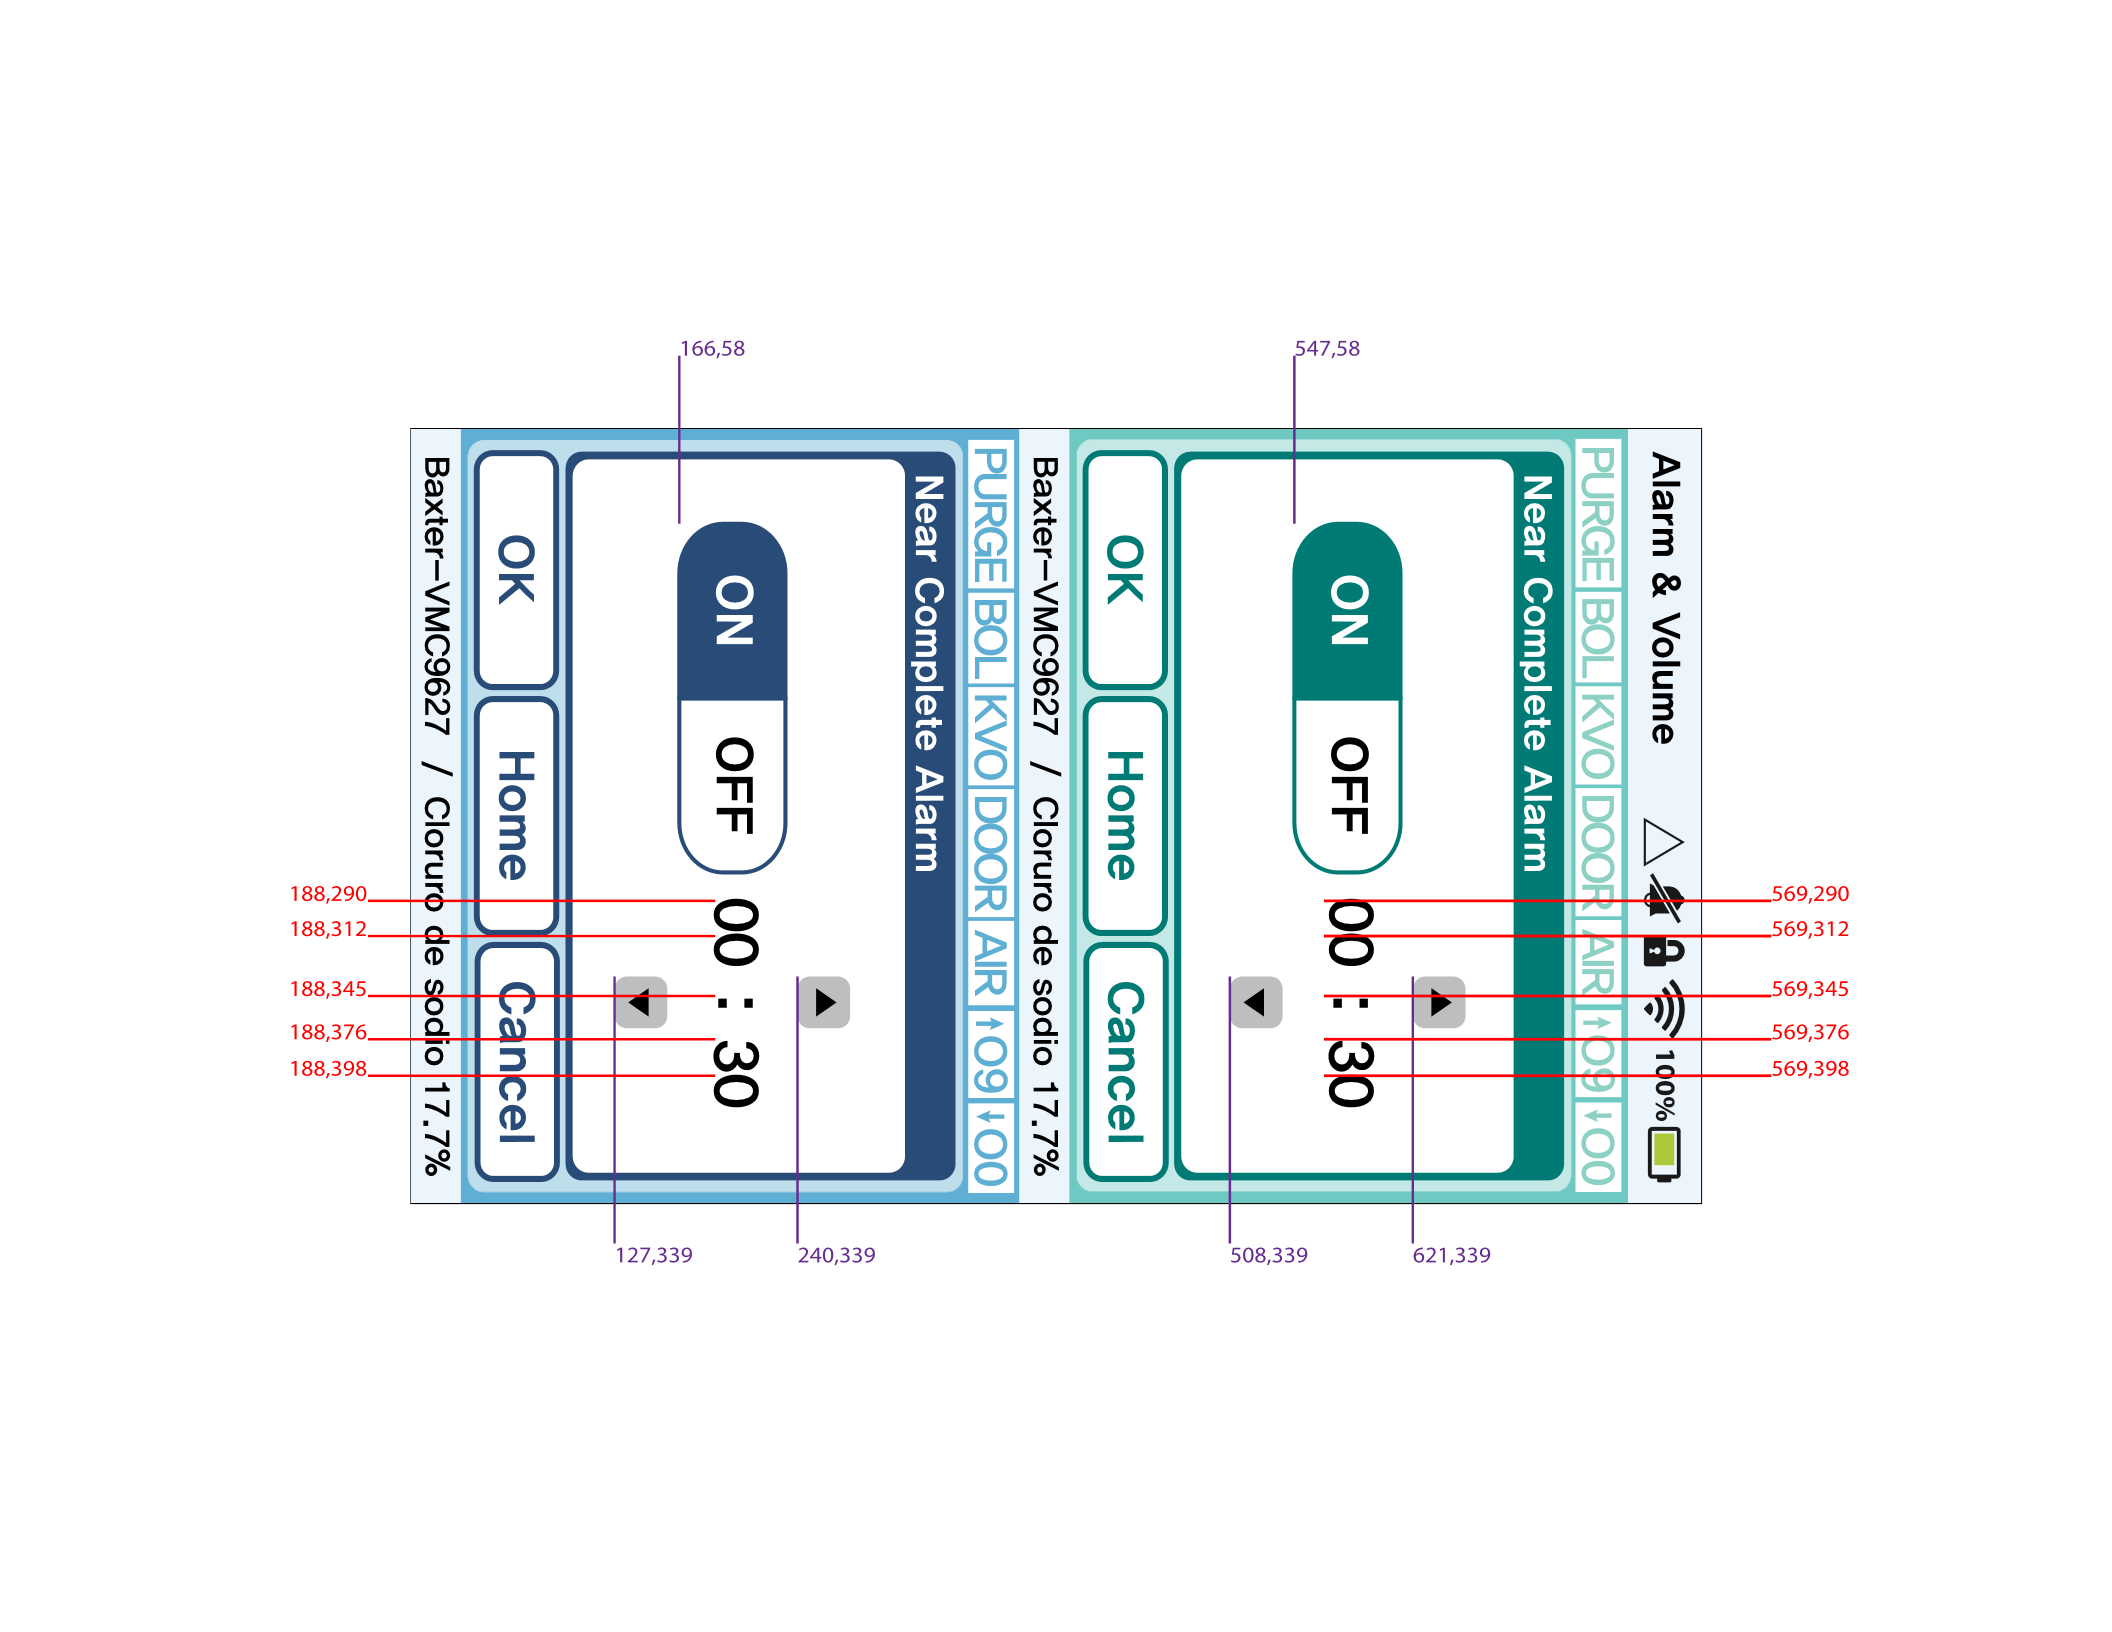 166,58
547,58
Alarm & Volume
100%
PURGE BOL KVO DOOR AIR ↑09 ↓00
Near Complete Alarm
ON OFF
00 : 30
OK Home Cancel
Baxter–VMC9627 / Cloruro de sodio 17.7%
PURGE BOL KVO DOOR AIR ↑09 ↓00
Near Complete Alarm
ON OFF
00 : 30
OK Home Cancel
Baxter–VMC9627 / Cloruro de sodio 17.7%
188,290
188,312
188,345
188,376
188,398
569,290
569,312
569,345
569,376
569,398
127,339
240,339
508,339
621,339